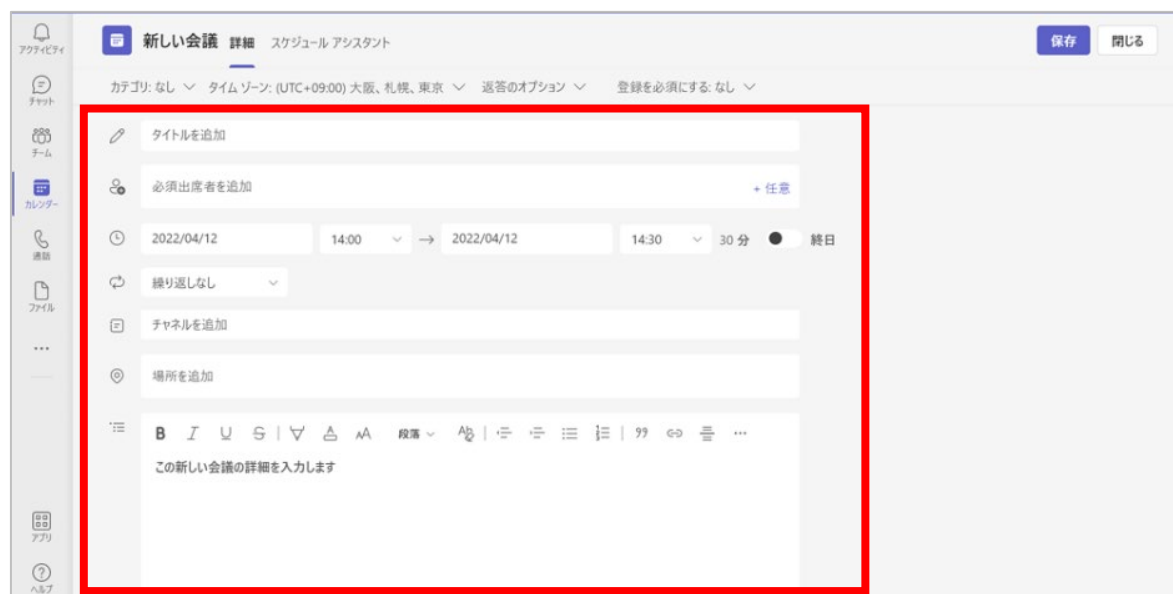 アクティビティ
チャット
チーム
カレンダー
通話
ファイル
…
アプリ
ヘルプ
新しい会議 詳細 スケジュール アシスタント
保存 閉じる
カテゴリ: なし タイム ゾーン: (UTC+09:00) 大阪、札幌、東京 返答のオプション 登録を必須にする: なし
タイトルを追加
必須出席者を追加 + 任意
2022/04/12 14:00 → 2022/04/12 14:30 30 分 終日
繰り返しなし
チャネルを追加
場所を追加
B I U S A AA 段落 Ab 99 …
この新しい会議の詳細を入力します